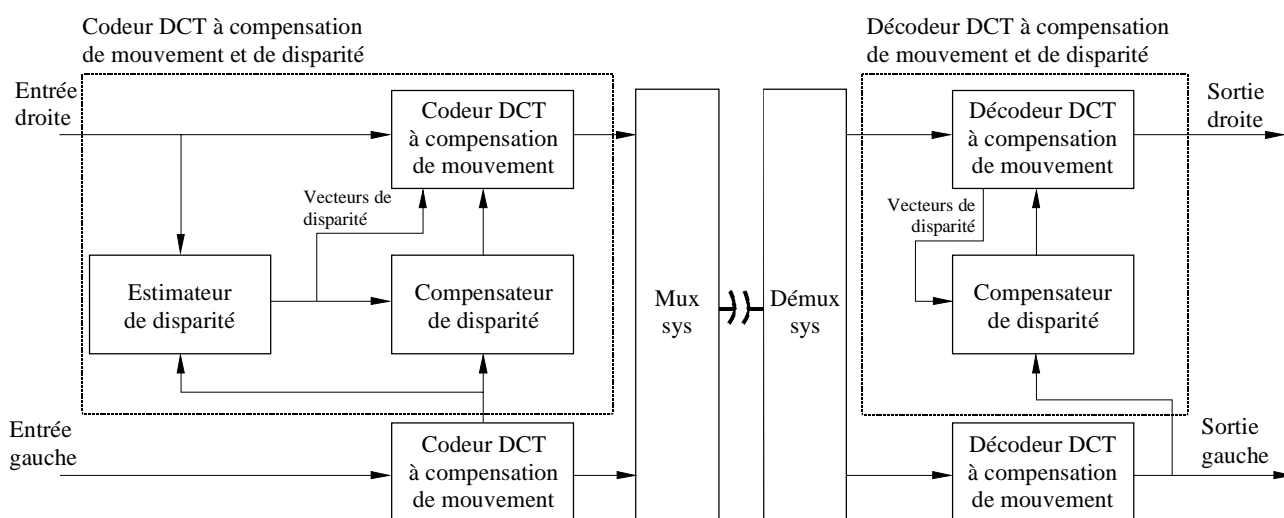 Codeur DCT à compensation
de mouvement et de disparité
Décodeur DCT à compensation
de mouvement et de disparité
Entrée
droite
Codeur DCT
à compensation
de mouvement
Vecteurs de
disparité
Estimateur
de disparité
Compensateur
de disparité
Entrée
gauche
Codeur DCT
à compensation
de mouvement
Mux
sys
Démux
sys
Décodeur DCT
à compensation
de mouvement
Sortie
droite
Vecteurs de
disparité
Compensateur
de disparité
Décodeur DCT
à compensation
de mouvement
Sortie
gauche